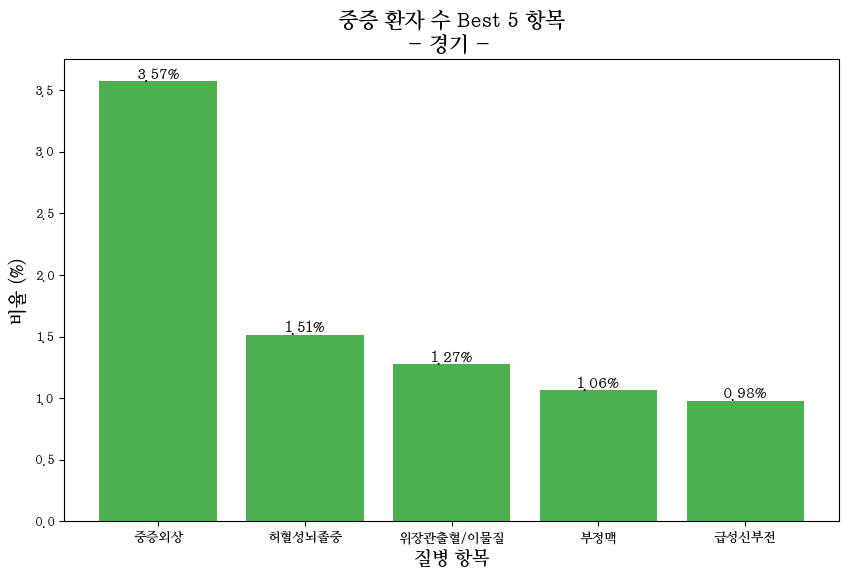 중증 환자 수 Best 5 항목
- 경기 -
비율 (%)
3.5
3.0
2.5
2.0
1.5
1.0
0.5
0.0
3.57%
1.51%
1.27%
1.06%
0.98%
중증외상
허혈성뇌졸중
위장관출혈/이물질
부정맥
급성신부전
질병 항목